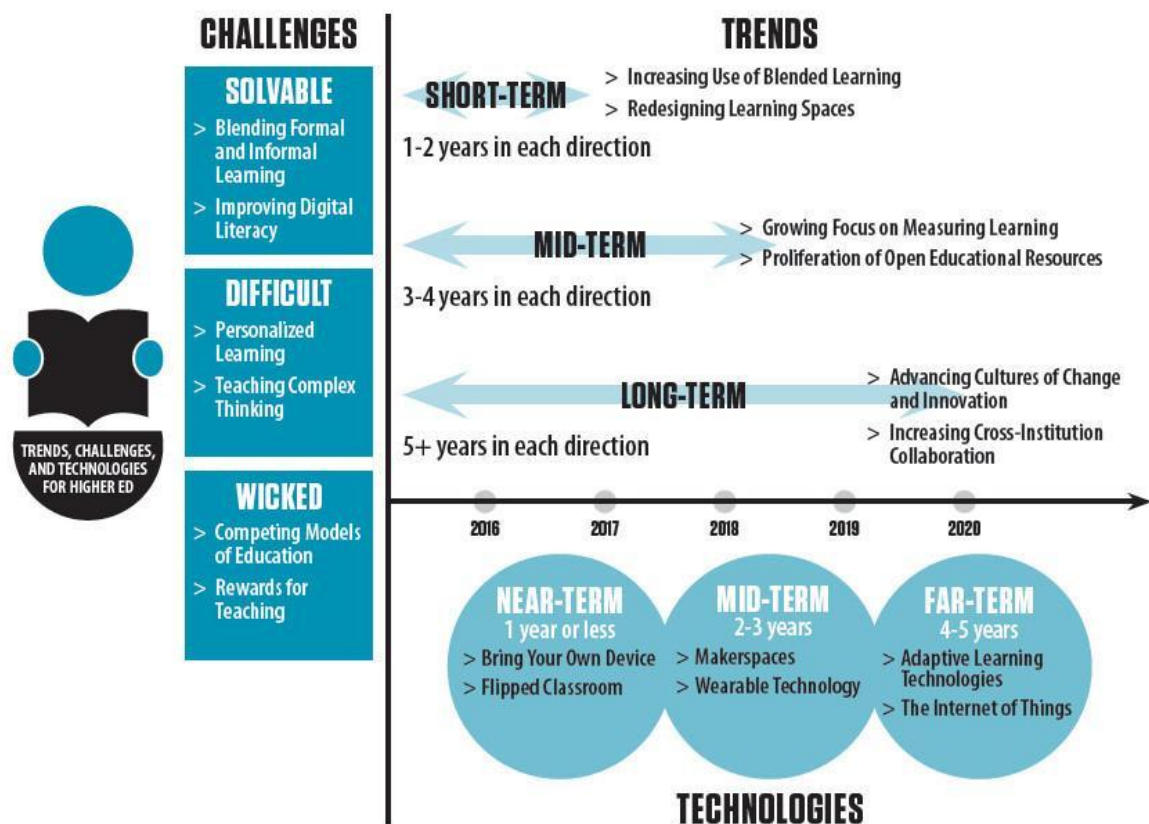 CHALLENGES
SOLVABLE
> Blending Formal
and Informal
Learning
> Improving Digital
Literacy
DIFFICULT
> Personalized
Learning
> Teaching Complex
Thinking
WICKED
> Competing Models
of Education
> Rewards for
Teaching
TRENDS, CHALLENGES,
AND TECHNOLOGIES
FOR HIGHER ED
TRENDS
SHORT-TERM
> Increasing Use of Blended Learning
> Redesigning Learning Spaces
1-2 years in each direction
MID-TERM
> Growing Focus on Measuring Learning
> Proliferation of Open Educational Resources
3-4 years in each direction
LONG-TERM
> Advancing Cultures of Change
and Innovation
> Increasing Cross-Institution
Collaboration
5+ years in each direction
2016 2017 2018 2019 2020
NEAR-TERM
1 year or less
> Bring Your Own Device
> Flipped Classroom
MID-TERM
2-3 years
> Makerspaces
> Wearable Technology
FAR-TERM
4-5 years
> Adaptive Learning
Technologies
> The Internet of Things
TECHNOLOGIES